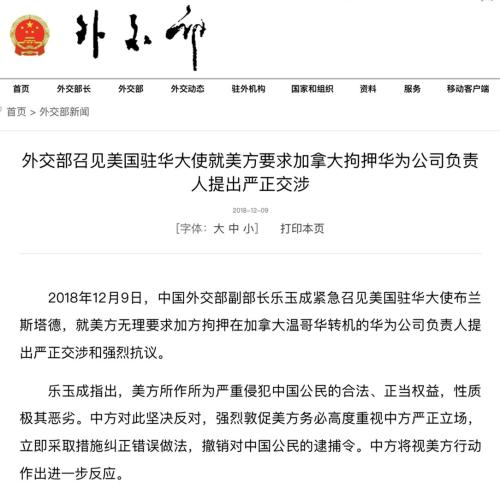 外交部
首页 外交部长 外交部 外交动态 驻外机构 国家和组织 资料 服务 移动客户端
首页 > 外交部新闻
外交部召见美国驻华大使就美方要求加拿大拘押华为公司负责
人提出严正交涉
2018-12-09
[字体：大 中 小] 打印本页
2018年12月9日，中国外交部副部长乐玉成紧急召见美国驻华大使布兰
斯塔德，就美方无理要求加方拘押在加拿大温哥华转机的华为公司负责人提
出严正交涉和强烈抗议。
乐玉成指出，美方所作所为严重侵犯中国公民的合法、正当权益，性质
极其恶劣。中方对此坚决反对，强烈敦促美方务必高度重视中方严正立场，
立即采取措施纠正错误做法，撤销对中国公民的逮捕令。中方将视美方行动
作出进一步反应。